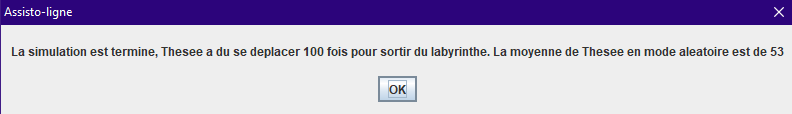 Assisto-ligne
La simulation est termine, Thesee a du se deplacer 100 fois pour sortir du labyrinthe. La moyenne de Thesee en mode aleatoire est de 53
OK